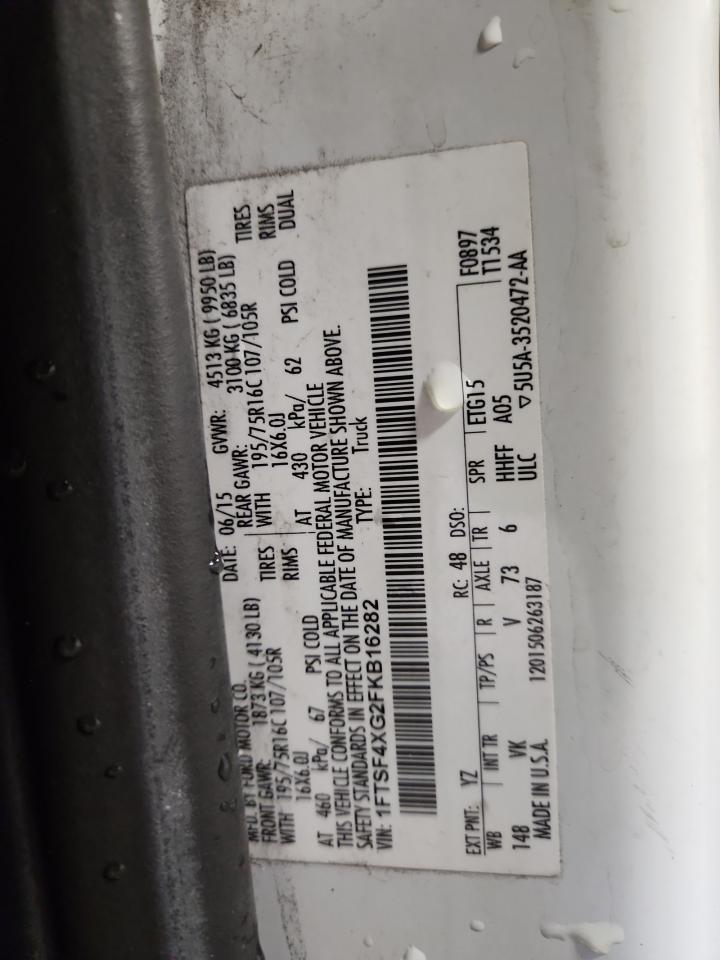 MFD. BY FORD MOTOR CO.
DATE: 06/15 GVWR: 4513 KG ( 9950 LB)
FRONT GAWR: 1873 KG ( 4130 LB)
REAR GAWR: 3100 KG ( 6835 LB)
WITH 195/75R16C 107/105R TIRES
WITH 195/75R16C 107/105R TIRES
16X6.0J RIMS
16X6.0J RIMS
AT 460 kPa/ 67 PSI COLD
AT 430 kPa/ 62 PSI COLD DUAL
THIS VEHICLE CONFORMS TO ALL APPLICABLE FEDERAL MOTOR VEHICLE
SAFETY STANDARDS IN EFFECT ON THE DATE OF MANUFACTURE SHOWN ABOVE.
VIN: 1FTSF4XG2FKB16282
TYPE: Truck
F0897
T1534
EXT PNT: YZ RC: 48 DSO:
WB INT TR TP/PS R AXLE TR SPR ETG15
148 VK V 73 6 HHFF A05
ULC
MADE IN U.S.A. 1201506263187 ▽5U5A-3520472-AA